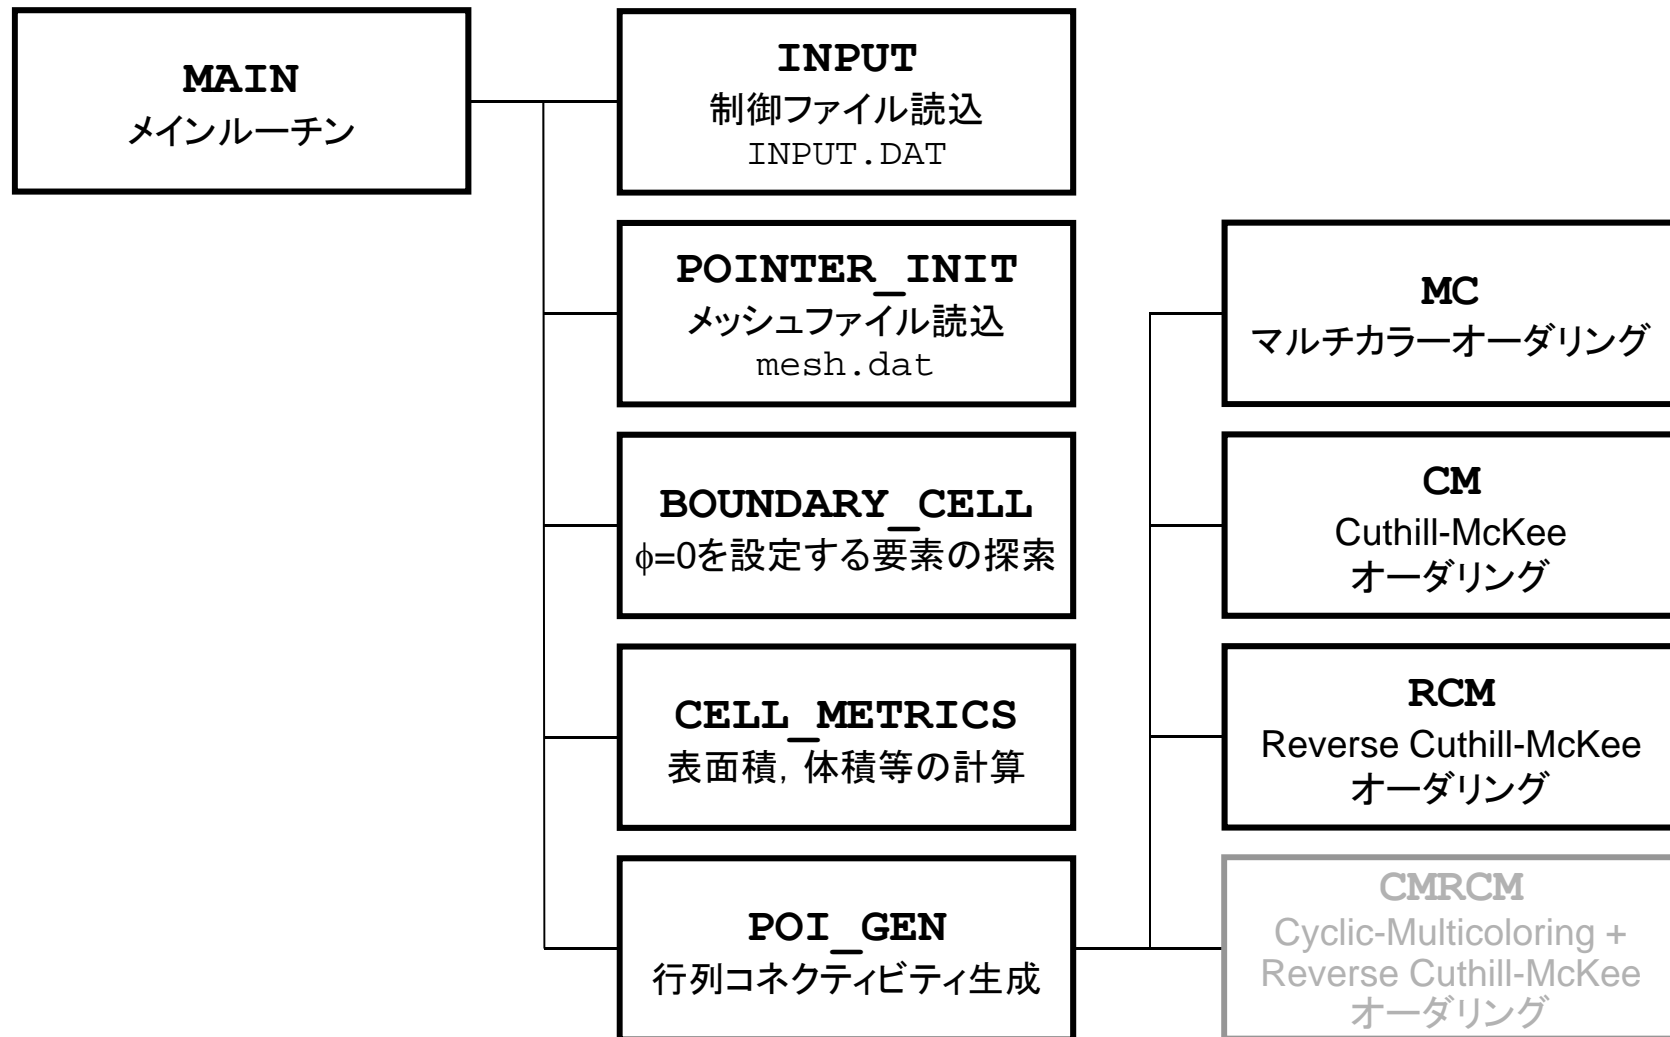 MAIN
メインルーチン
INPUT
制御ファイル読込
INPUT.DAT
POINTER_INIT
メッシュファイル読込
mesh.dat
BOUNDARY_CELL
φ=0を設定する要素の探索
CELL_METRICS
表面積, 体積等の計算
POI_GEN
行列コネクティビティ生成
MC
マルチカラーオーダリング
CM
Cuthill-McKee
オーダリング
RCM
Reverse Cuthill-McKee
オーダリング
CMRCM
Cyclic-Multicoloring +
Reverse Cuthill-McKee
オーダリング